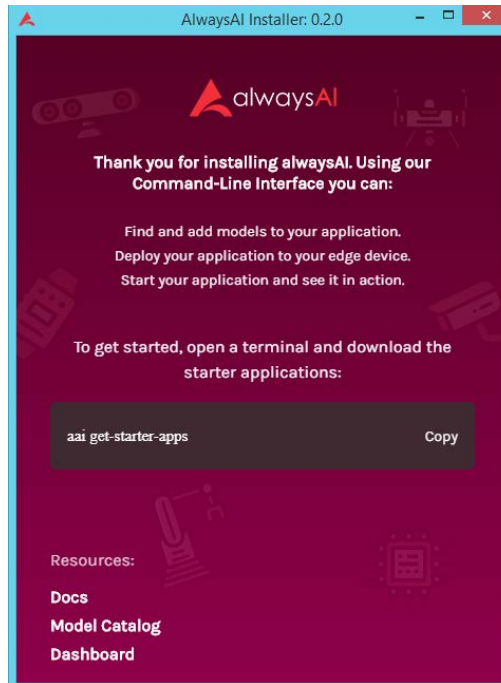 AlwaysAI Installer: 0.2.0
alwaysAI
Thank you for installing alwaysAI. Using our
Command-Line Interface you can:
Find and add models to your application.
Deploy your application to your edge device.
Start your application and see it in action.
To get started, open a terminal and download the
starter applications:
aai get-starter-apps Copy
Resources:
Docs
Model Catalog
Dashboard